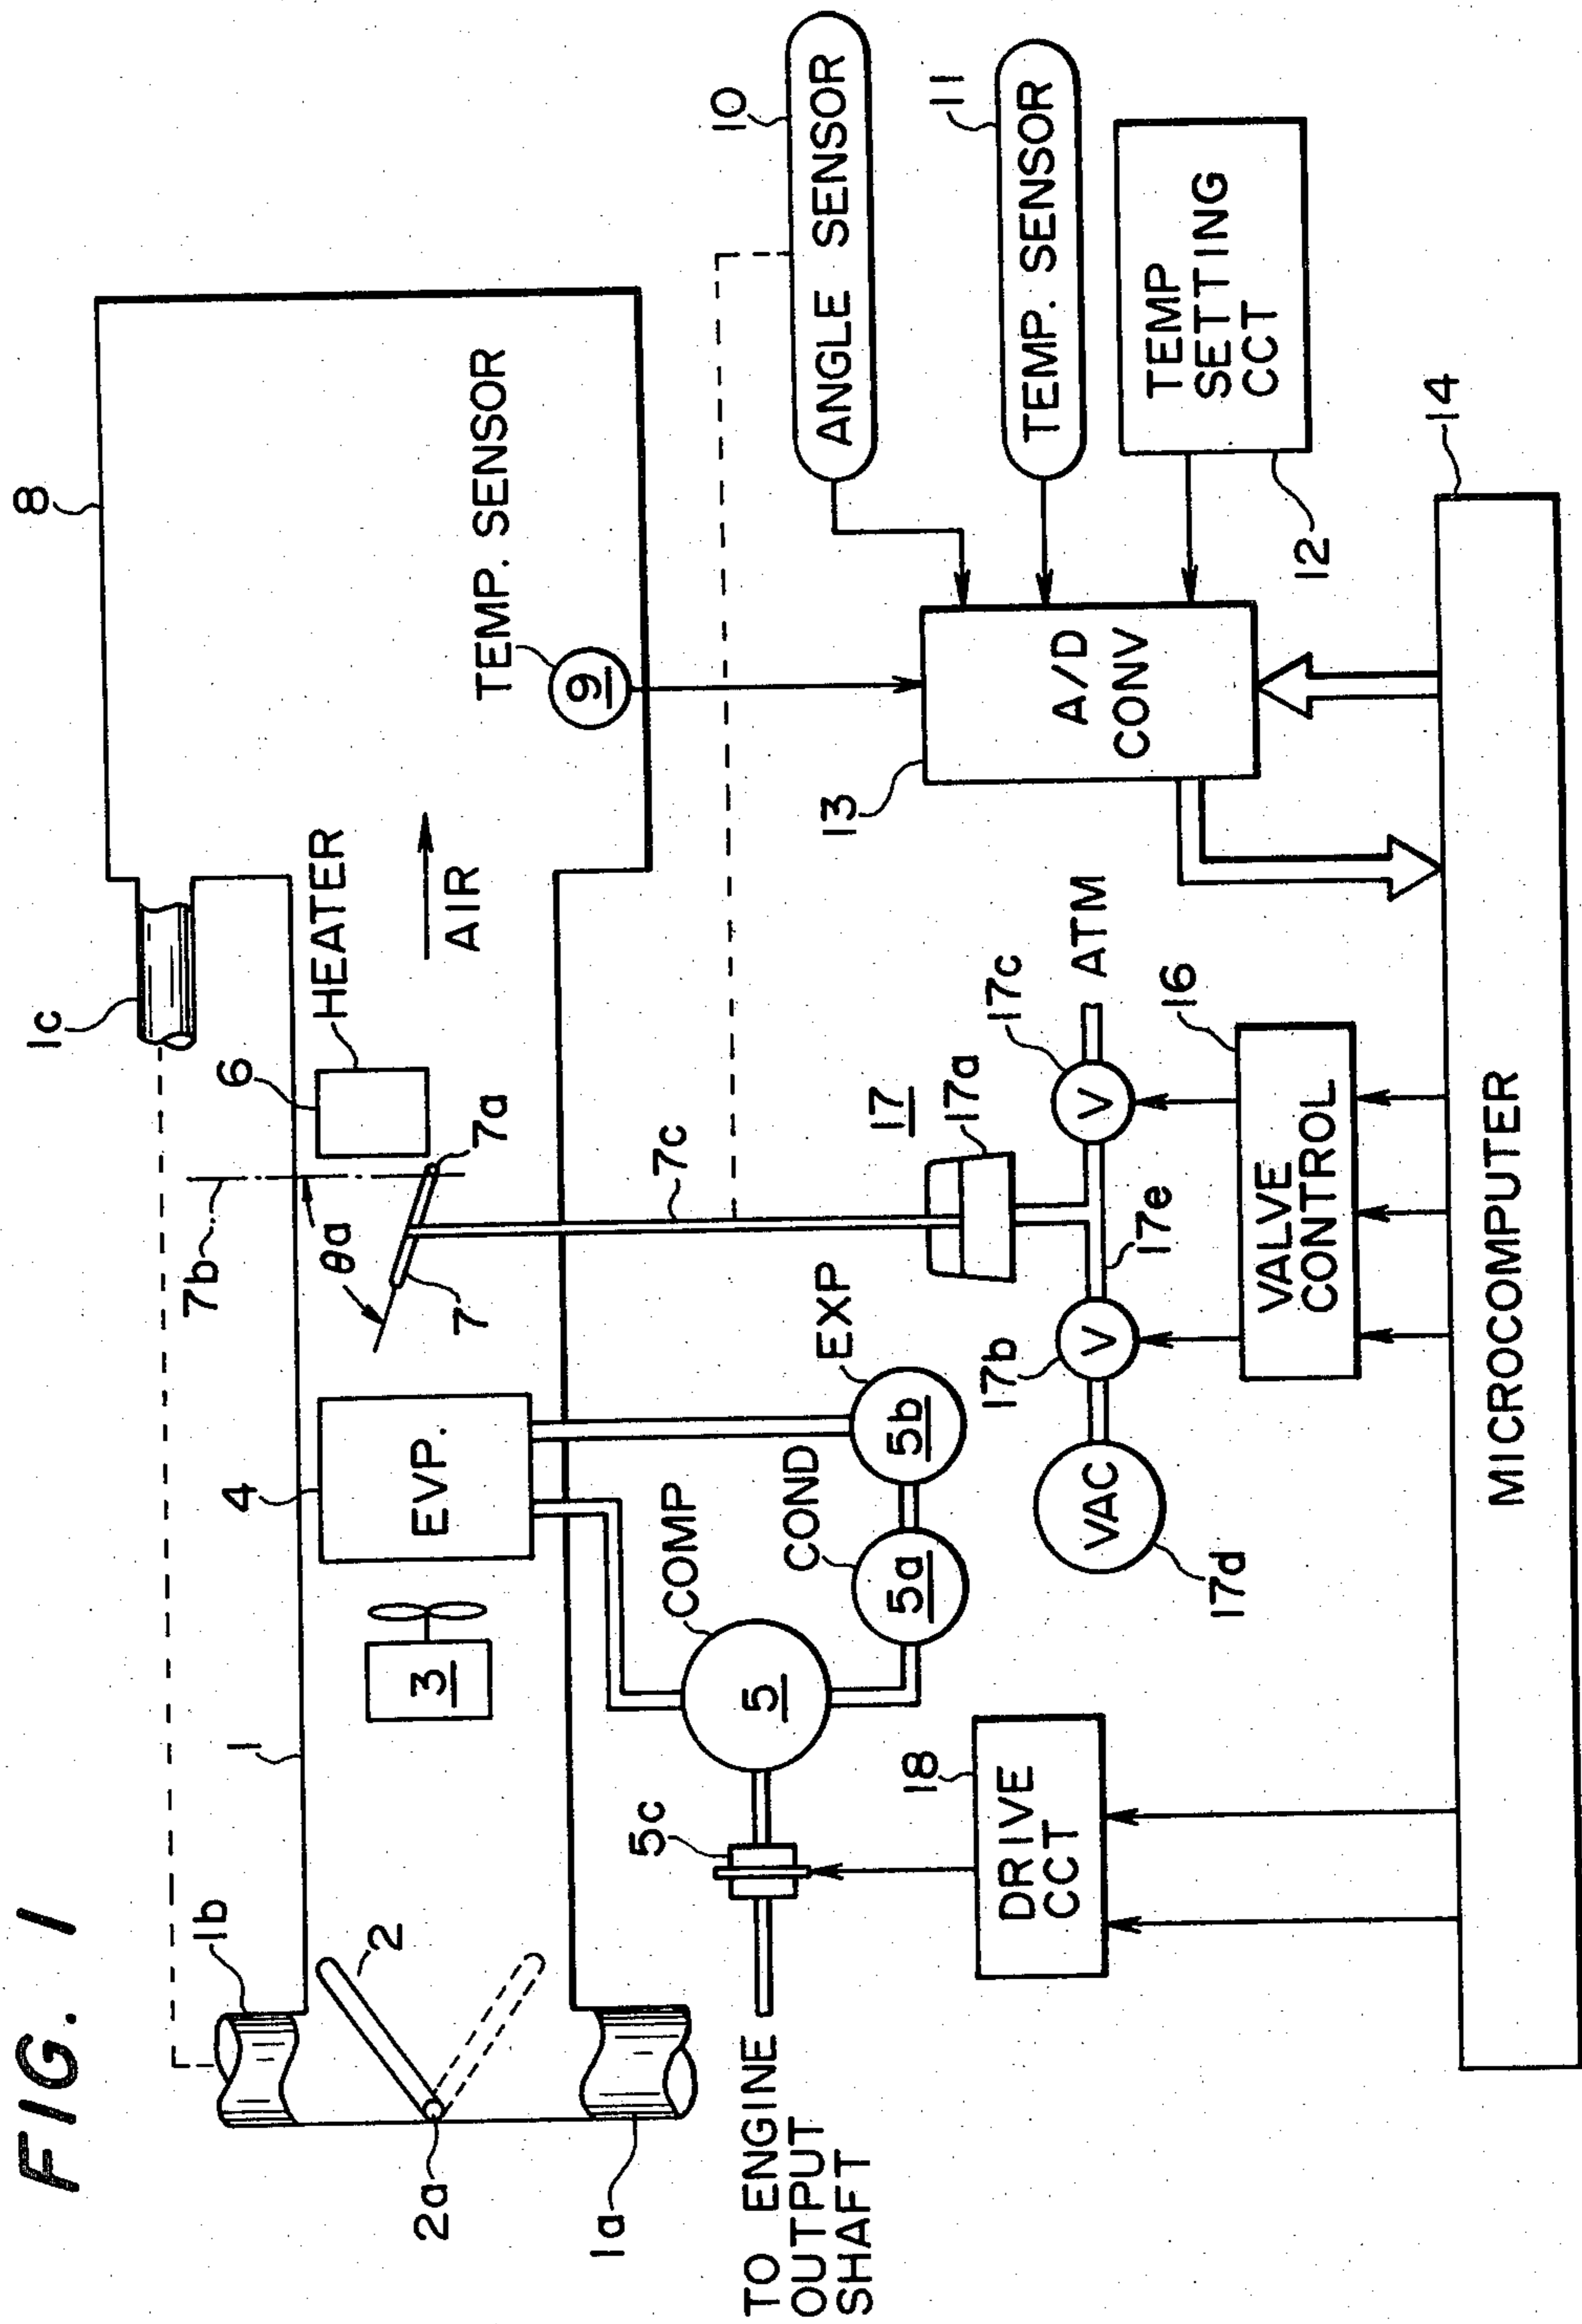 FIG. 1
8
1c
7b
6
HEATER
θa
7a
7
AIR
TEMP. SENSOR
9
1b
1
4
EVP.
3
2
2a
1a
10
ANGLE SENSOR
11
TEMP. SENSOR
TEMP
SETTING
CCT
12
7c
13
A/D
CONV
COMP
5
5c
COND
5a
EXP
5b
17
17a
17c
ATM
17b
17e
VAC
17d
TO ENGINE
OUTPUT
SHAFT
18
DRIVE
CCT
16
VALVE
CONTROL
14
MICROCOMPUTER